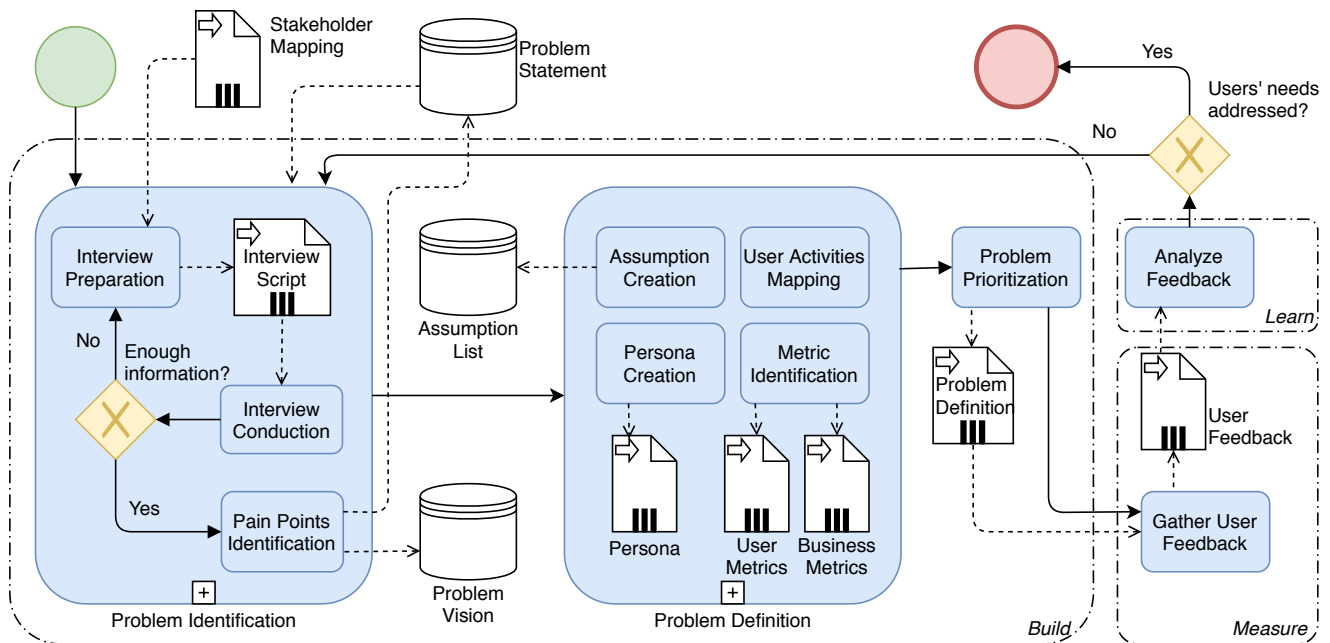 Stakeholder
Mapping
Problem
Statement
Yes
Users' needs
addressed?
No
Interview
Preparation
Interview
Script
No
Enough
information?
Interview
Conduction
Yes
Pain Points
Identification
+
Problem Identification
Assumption
List
Problem
Vision
Assumption
Creation
User Activities
Mapping
Persona
Creation
Metric
Identification
Persona
User
Metrics
Business
Metrics
+
Problem Definition
Problem
Prioritization
Problem
Definition
Build
Analyze
Feedback
Learn
User
Feedback
Gather User
Feedback
Measure